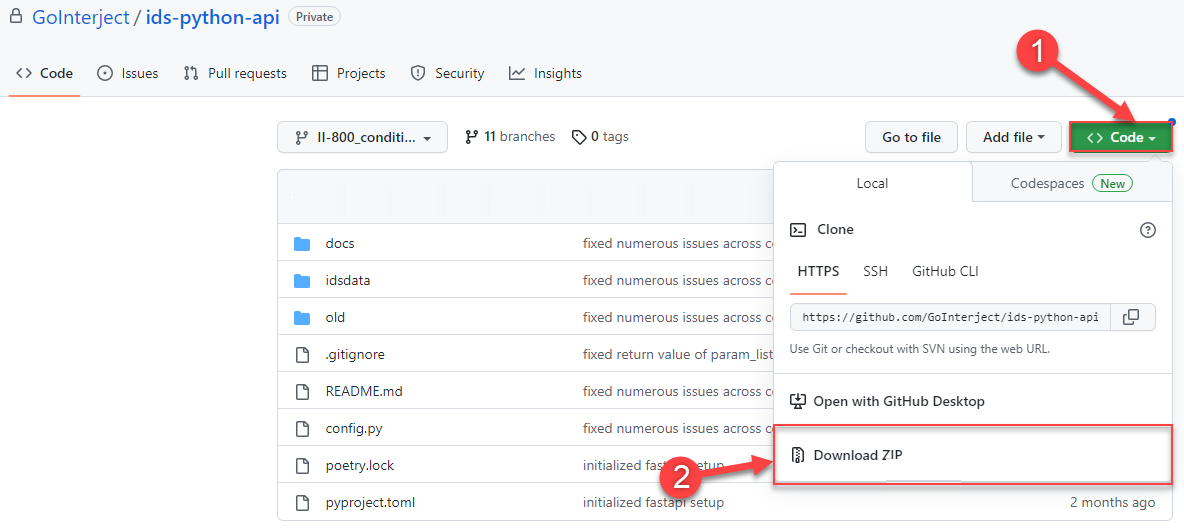 GoInterject / ids-python-api Private
<> Code Issues Pull requests Projects Security Insights
1
II-800_conditi... 11 branches 0 tags Go to file Add file <> Code
Local Codespaces New
docs fixed numerous issues across co
Clone
idsdata fixed numerous issues across co
HTTPS SSH GitHub CLI
old fixed numerous issues across co
https://github.com/GoInterject/ids-python-api
.gitignore fixed return value of param_list
Use Git or checkout with SVN using the web URL.
README.md fixed numerous issues across co
Open with GitHub Desktop
config.py fixed numerous issues across co
Download ZIP
poetry.lock initialized fastapi setup
2
pyproject.toml initialized fastapi setup 2 months ago